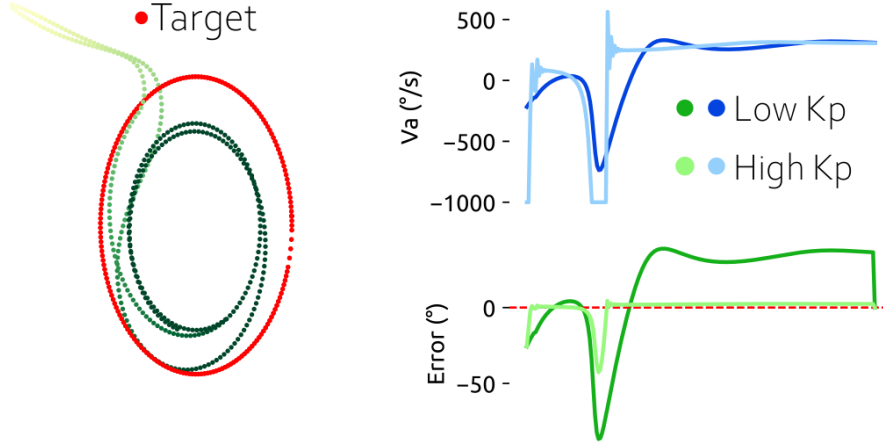 Target
Va (°/s)
500
0
−500
−1000
Low Kp
High Kp
Error (°)
0
−50